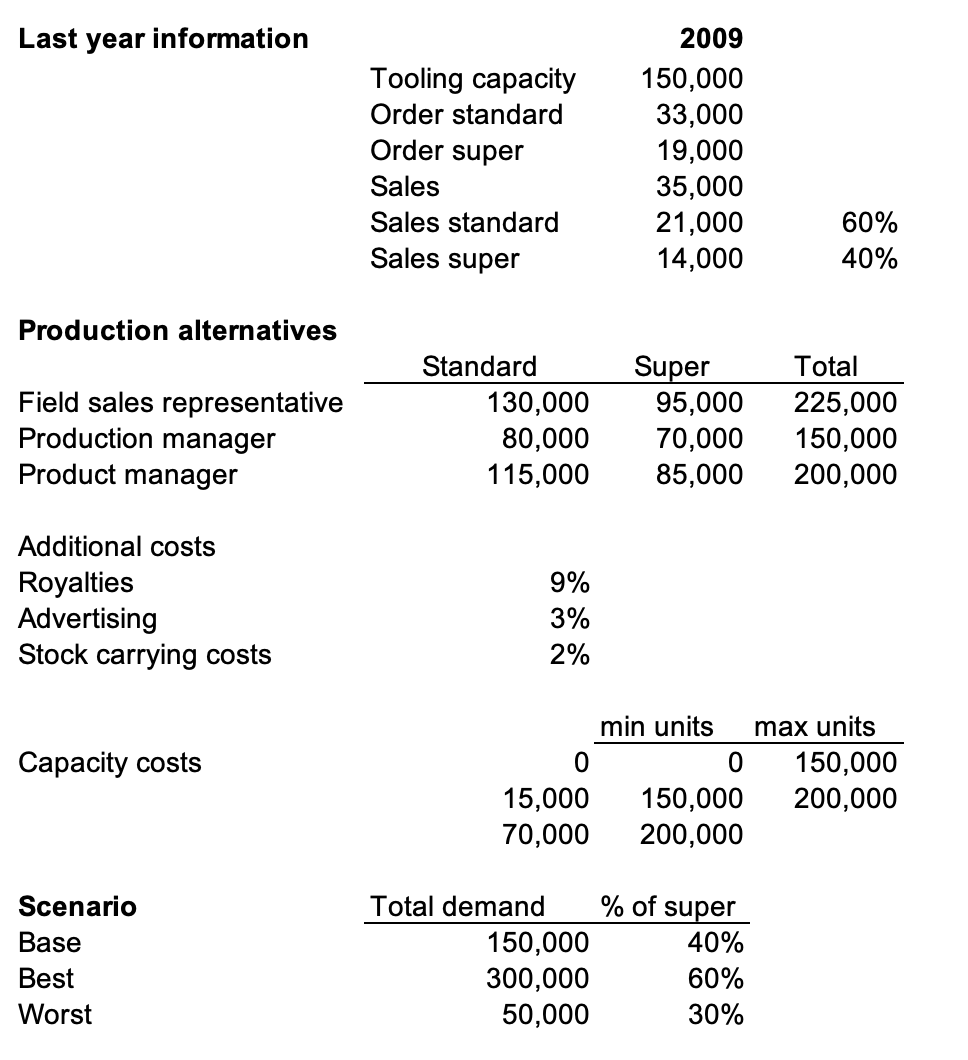 Last year information 2009
Tooling capacity 150,000
Order standard 33,000
Order super 19,000
Sales 35,000
Sales standard 21,000 60%
Sales super 14,000 40%
Production alternatives
Standard Super Total
Field sales representative 130,000 95,000 225,000
Production manager 80,000 70,000 150,000
Product manager 115,000 85,000 200,000
Additional costs
Royalties 9%
Advertising 3%
Stock carrying costs 2%
min units max units
Capacity costs 0 0 150,000
15,000 150,000 200,000
70,000 200,000
Scenario Total demand % of super
Base 150,000 40%
Best 300,000 60%
Worst 50,000 30%